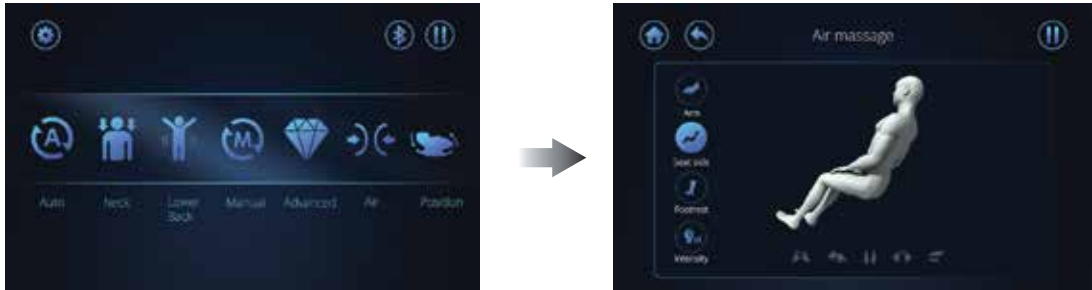 Auto
Neck
Lower
Back
Manual
Advanced
Air
Position
Air massage
Arm
Seat side
Footrest
Intensity